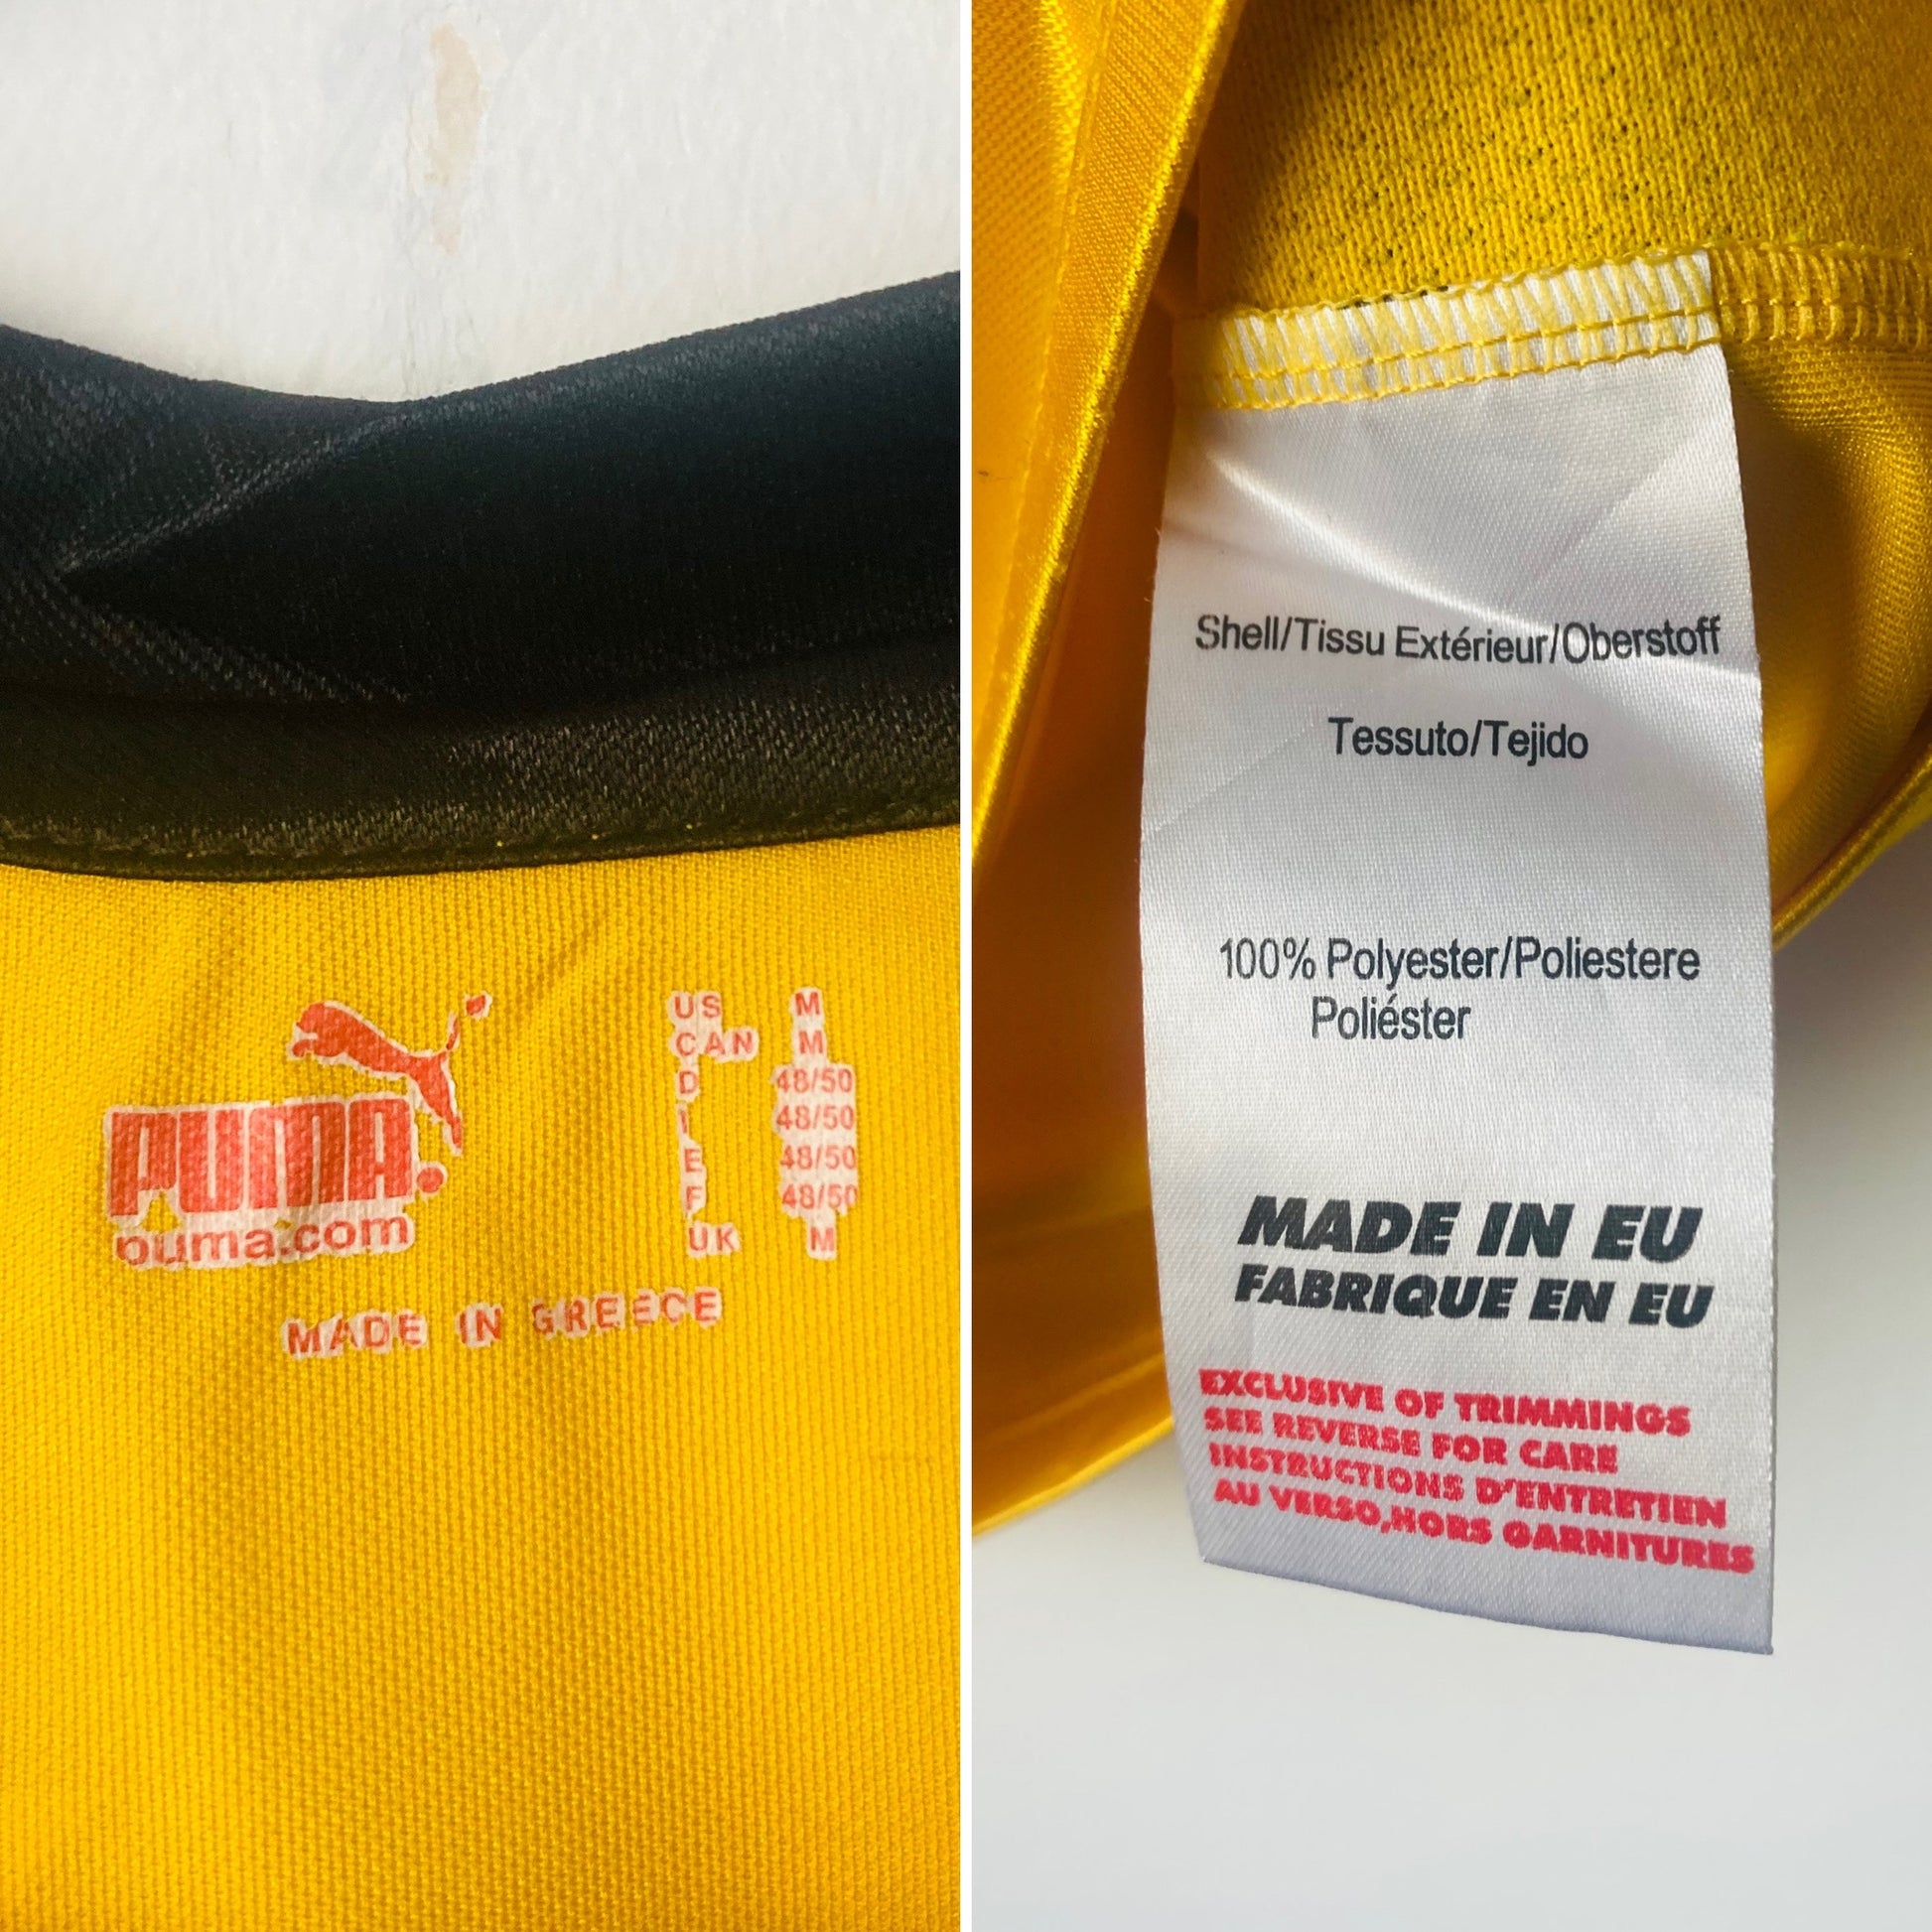 PUMA
puma.com
US M
CAN M
D 48/50
I 48/50
E 48/50
F 48/50
UK M
MADE IN GREECE
Shell/Tissu Extérieur/Oberstoff
Tessuto/Tejido
100% Polyester/Poliestere
Poliéster
MADE IN EU
FABRIQUE EN EU
EXCLUSIVE OF TRIMMINGS
SEE REVERSE FOR CARE
INSTRUCTIONS D'ENTRETIEN
AU VERSO,HORS GARNITURES